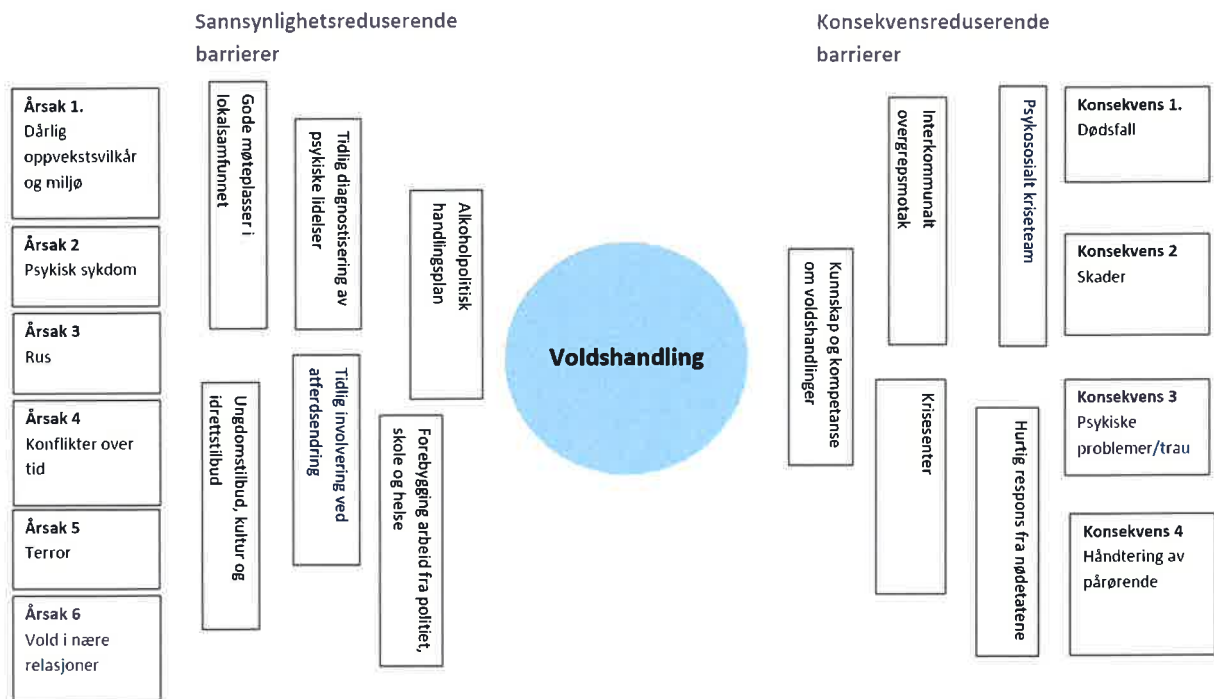 Sannsynlighetsreduserende
barrierer
Konsekvensreduserende
barrierer
Årsak 1.
Dårlig
oppvekstsvilkår
og miljø
Årsak 2
Psykisk sykdom
Årsak 3
Rus
Årsak 4
Konflikter over
tid
Årsak 5
Terror
Årsak 6
Vold i nære
relasjoner
Gode møteplasser i
lokalsamfunnet
Ungdomstilbud, kultur og
idrettstilbud
Tidlig diagnostisering av
psykiske lidelser
Tidlig involvering ved
atferdsendring
Alkoholpolitisk
handlingsplan
Forebygging arbeid fra politiet,
skole og helse
Voldshandling
Kunnskap og kompetanse
om voldshandlinger
Interkommunalt
overgrepsmotak
Krisesenter
Psykososialt kriseteam
Hurtig respons fra nødetatene
Konsekvens 1.
Dødsfall
Konsekvens 2
Skader
Konsekvens 3
Psykiske
problemer/trau
Konsekvens 4
Håndtering av
pårørende